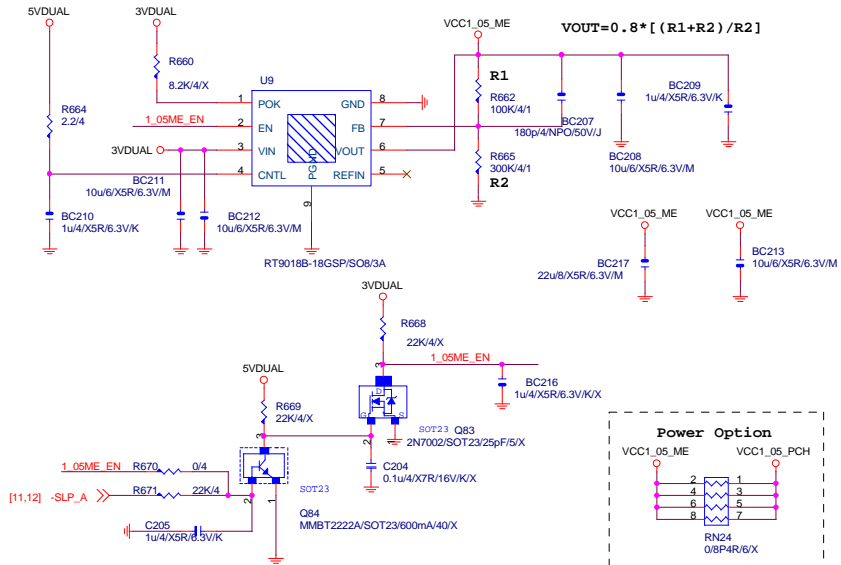 5VDUAL
3VDUAL
VCC1_05_ME
VOUT=0.8*[(R1+R2)/R2]
R660
8.2K/4/X
U9
R664
2.2/4
1_05ME_EN
3VDUAL
1 POK
2 EN
3 VIN
4 CNTL
GND 8
FB 7
VOUT 6
REFIN 5
PGND
9
R1
R662
100K/4/1
BC207
180p/4/NPO/50V/J
BC209
1u/4/X5R/6.3V/K
R665
300K/4/1
R2
BC208
10u/6/X5R/6.3V/M
BC211
10u/6/X5R/6.3V/M
BC210
1u/4/X5R/6.3V/K
BC212
10u/6/X5R/6.3V/M
RT9018B-18GSP/SO8/3A
VCC1_05_ME
VCC1_05_ME
BC217
22u/8/X5R/6.3V/M
BC213
10u/6/X5R/6.3V/M
3VDUAL
R668
22K/4/X
1_05ME_EN
3
D
G
S
2
1
SOT23
Q83
2N7002/SOT23/25pF/5/X
BC216
1u/4/X5R/6.3V/K/X
5VDUAL
R669
22K/4/X
3
C204
0.1u/4/X7R/16V/K/X
1_05ME_EN
R670
0/4
[11,12] -SLP_A
R671
22K/4
SOT23
2
1
Q84
MMBT2222A/SOT23/600mA/40/X
C205
1u/4/X5R/6.3V/K
Power Option
VCC1_05_ME
VCC1_05_PCH
2 1
4 3
6 5
8 7
RN24
0/8P4R/6/X